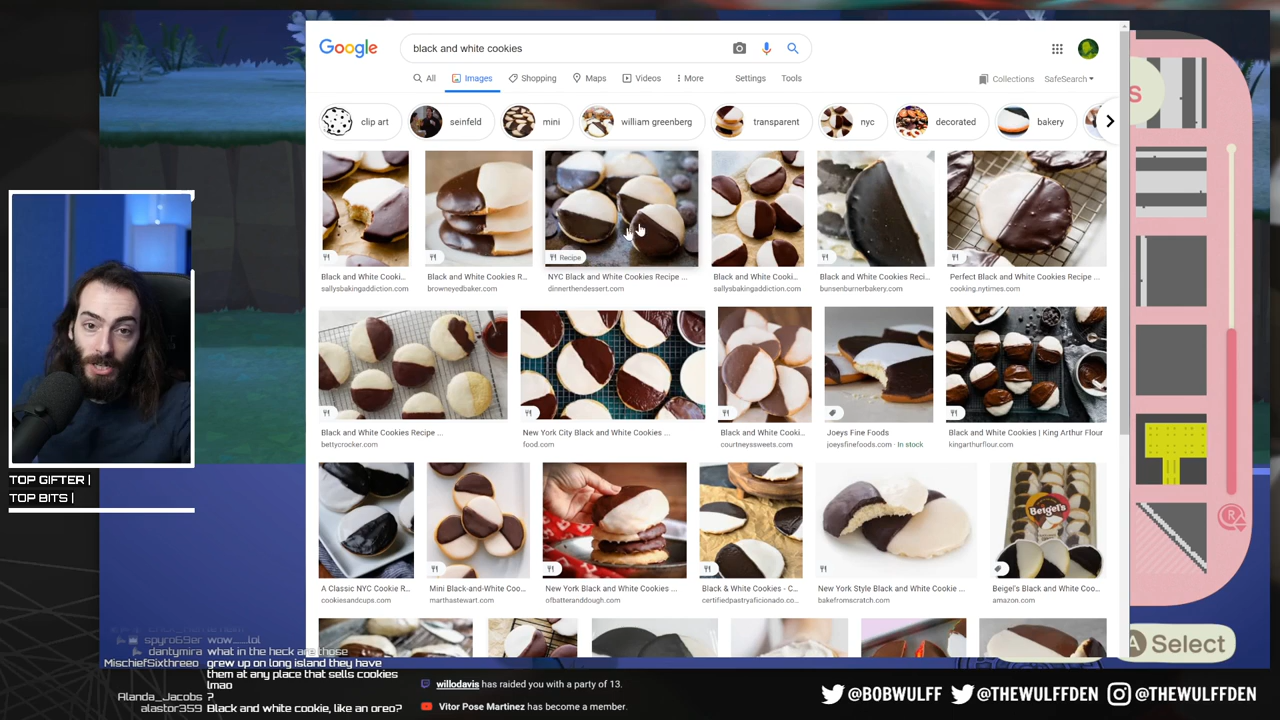 Google
black and white cookies
All
Images
Shopping
Maps
Videos
More
Settings
Tools
Collections
SafeSearch
clip art
seinfeld
mini
william greenberg
transparent
nyc
decorated
bakery
S
Recipe
Black and White Cooki...
sallysbakingaddiction.com
Black and White Cookies R...
browneyedbaker.com
NYC Black and White Cookies Recipe ...
dinnerthendessert.com
Black and White Cooki...
sallysbakingaddiction.com
Black and White Cookies Reci...
bunsenburnerbakery.com
Perfect Black and White Cookies Recipe ...
cooking.nytimes.com
Black and White Cookies Recipe ...
bettycrocker.com
New York City Black and White Cookies ...
food.com
Black and White Cooki...
courtneyssweets.com
Joeys Fine Foods
joeysfinefoods.com · In stock
Black and White Cookies | King Arthur Flour
kingarthurflour.com
TOP GIFTER |
TOP BITS |
Beigel's
R
A Classic NYC Cookie R...
cookiesandcups.com
Mini Black-and-White Coo...
marthastewart.com
New York Black and White Cookies ...
ofbatteranddough.com
Black & White Cookies - C...
certifiedpastryaficionado.co...
New York Style Black and White Cookie ...
bakefromscratch.com
Beigel's Black and White Coo...
amazon.com
spyro69er wow......lol
dantymira what in the heck are those
MischiefSixthreeo grew up on long island they have
them at any place that sells cookies
lmao
Alanda_Jacobs ?
alastor359 Black and white cookie, like an oreo?
A Select
willodavis has raided you with a party of 13.
Vitor Pose Martinez has become a member.
@BOBWULFF @THEWULFFDEN @THEWULFFDEN